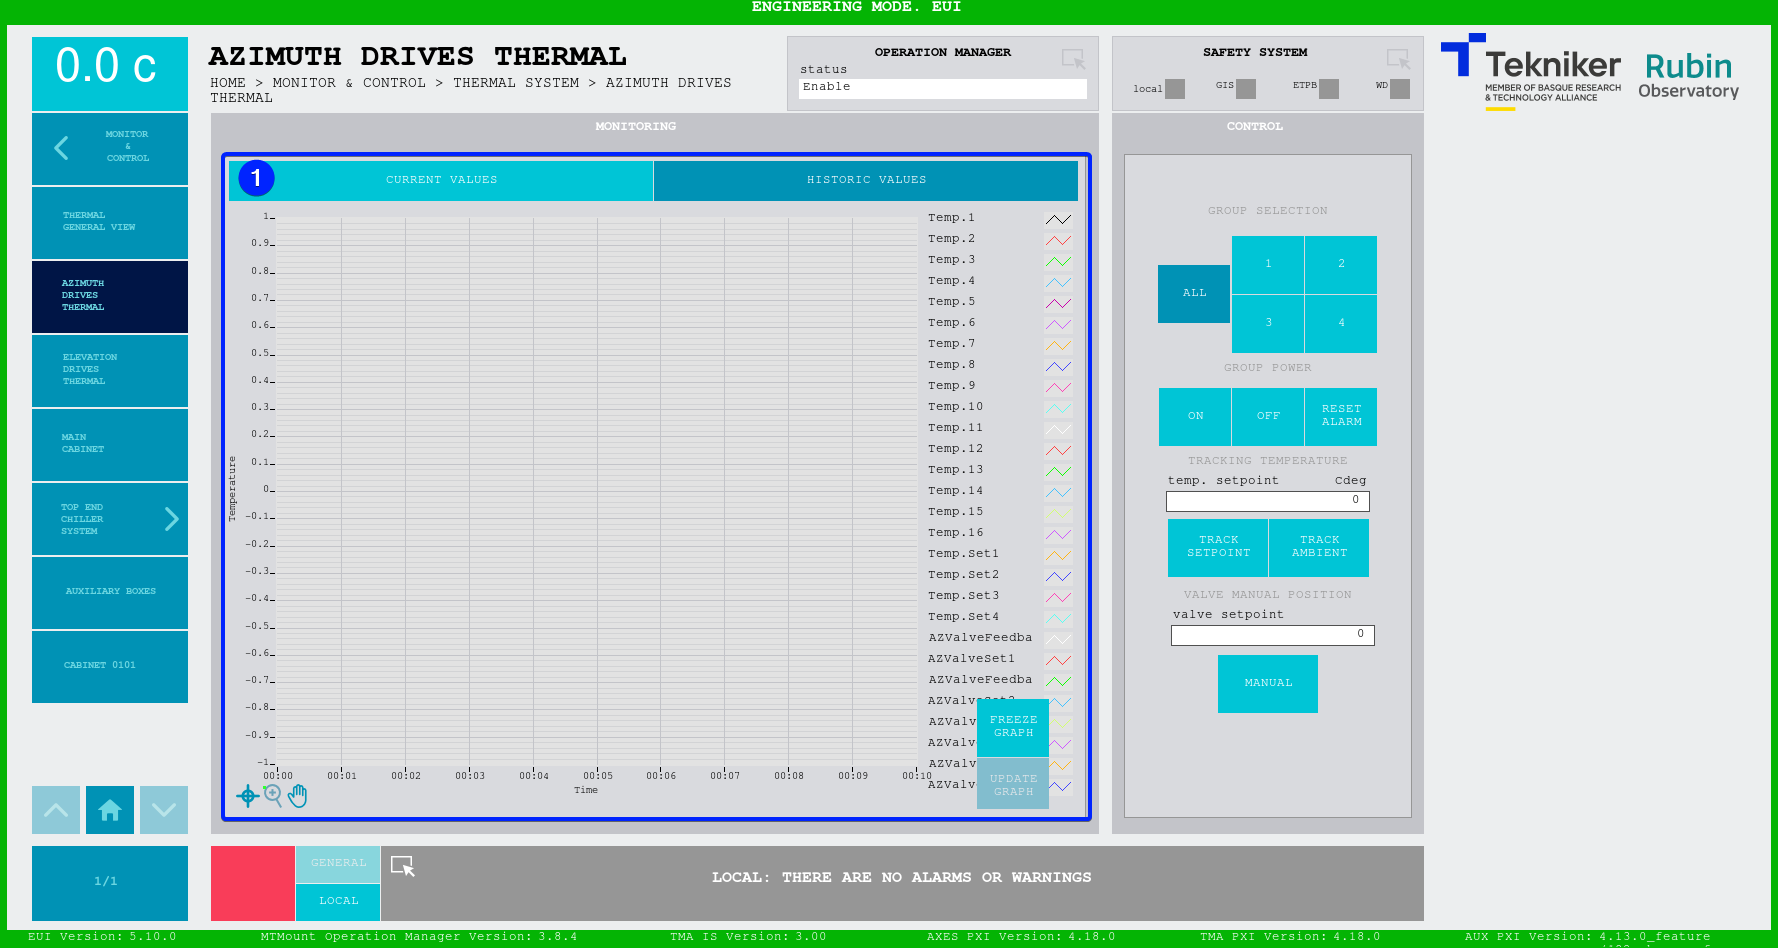 ENGINEERING MODE. EUI
0.0 c
AZIMUTH DRIVES THERMAL
HOME > MONITOR & CONTROL > THERMAL SYSTEM > AZIMUTH DRIVES
THERMAL
OPERATION MANAGER
status
Enable
SAFETY SYSTEM
local
GIS
ETPB
WD
Tekniker
MEMBER OF BASQUE RESEARCH
& TECHNOLOGY ALLIANCE
Rubin
Observatory
MONITOR
&
CONTROL
THERMAL
GENERAL VIEW
AZIMUTH
DRIVES
THERMAL
ELEVATION
DRIVES
THERMAL
MAIN
CABINET
TOP END
CHILLER
SYSTEM
AUXILIARY BOXES
CABINET 0101
1/1
MONITORING
1
CURRENT VALUES
HISTORIC VALUES
Temperature
1
0.9
0.8
0.7
0.6
0.5
0.4
0.3
0.2
0.1
0
-0.1
-0.2
-0.3
-0.4
-0.5
-0.6
-0.7
-0.8
-0.9
-1
00:00 00:01 00:02 00:03 00:04 00:05 00:06 00:07 00:08 00:09 00:10
Time
Temp.1
Temp.2
Temp.3
Temp.4
Temp.5
Temp.6
Temp.7
Temp.8
Temp.9
Temp.10
Temp.11
Temp.12
Temp.13
Temp.14
Temp.15
Temp.16
Temp.Set1
Temp.Set2
Temp.Set3
Temp.Set4
AZValveFeedba
AZValveSet1
AZValveFeedba
AZValveSet2
AZValv
AZValv
AZValv
AZValv
FREEZE
GRAPH
UPDATE
GRAPH
CONTROL
GROUP SELECTION
ALL
1
2
3
4
GROUP POWER
ON
OFF
RESET
ALARM
TRACKING TEMPERATURE
temp. setpoint Cdeg
0
TRACK
SETPOINT
TRACK
AMBIENT
VALVE MANUAL POSITION
valve setpoint
0
MANUAL
GENERAL
LOCAL
LOCAL: THERE ARE NO ALARMS OR WARNINGS
EUI Version: 5.10.0
MTMount Operation Manager Version: 3.8.4
TMA IS Version: 3.00
AXES PXI Version: 4.18.0
TMA PXI Version: 4.18.0
AUX PXI Version: 4.13.0_feature